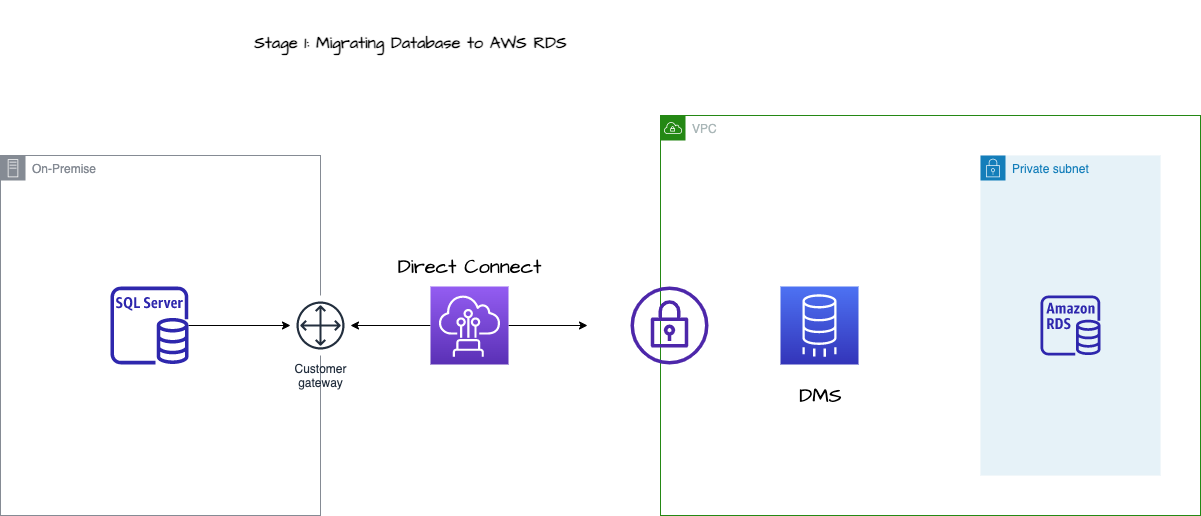 Stage 1: Migrating Database to AWS RDS
VPC
On-Premise
Private subnet
Direct Connect
SQL Server
Amazon
RDS
Customer
gateway
DMS